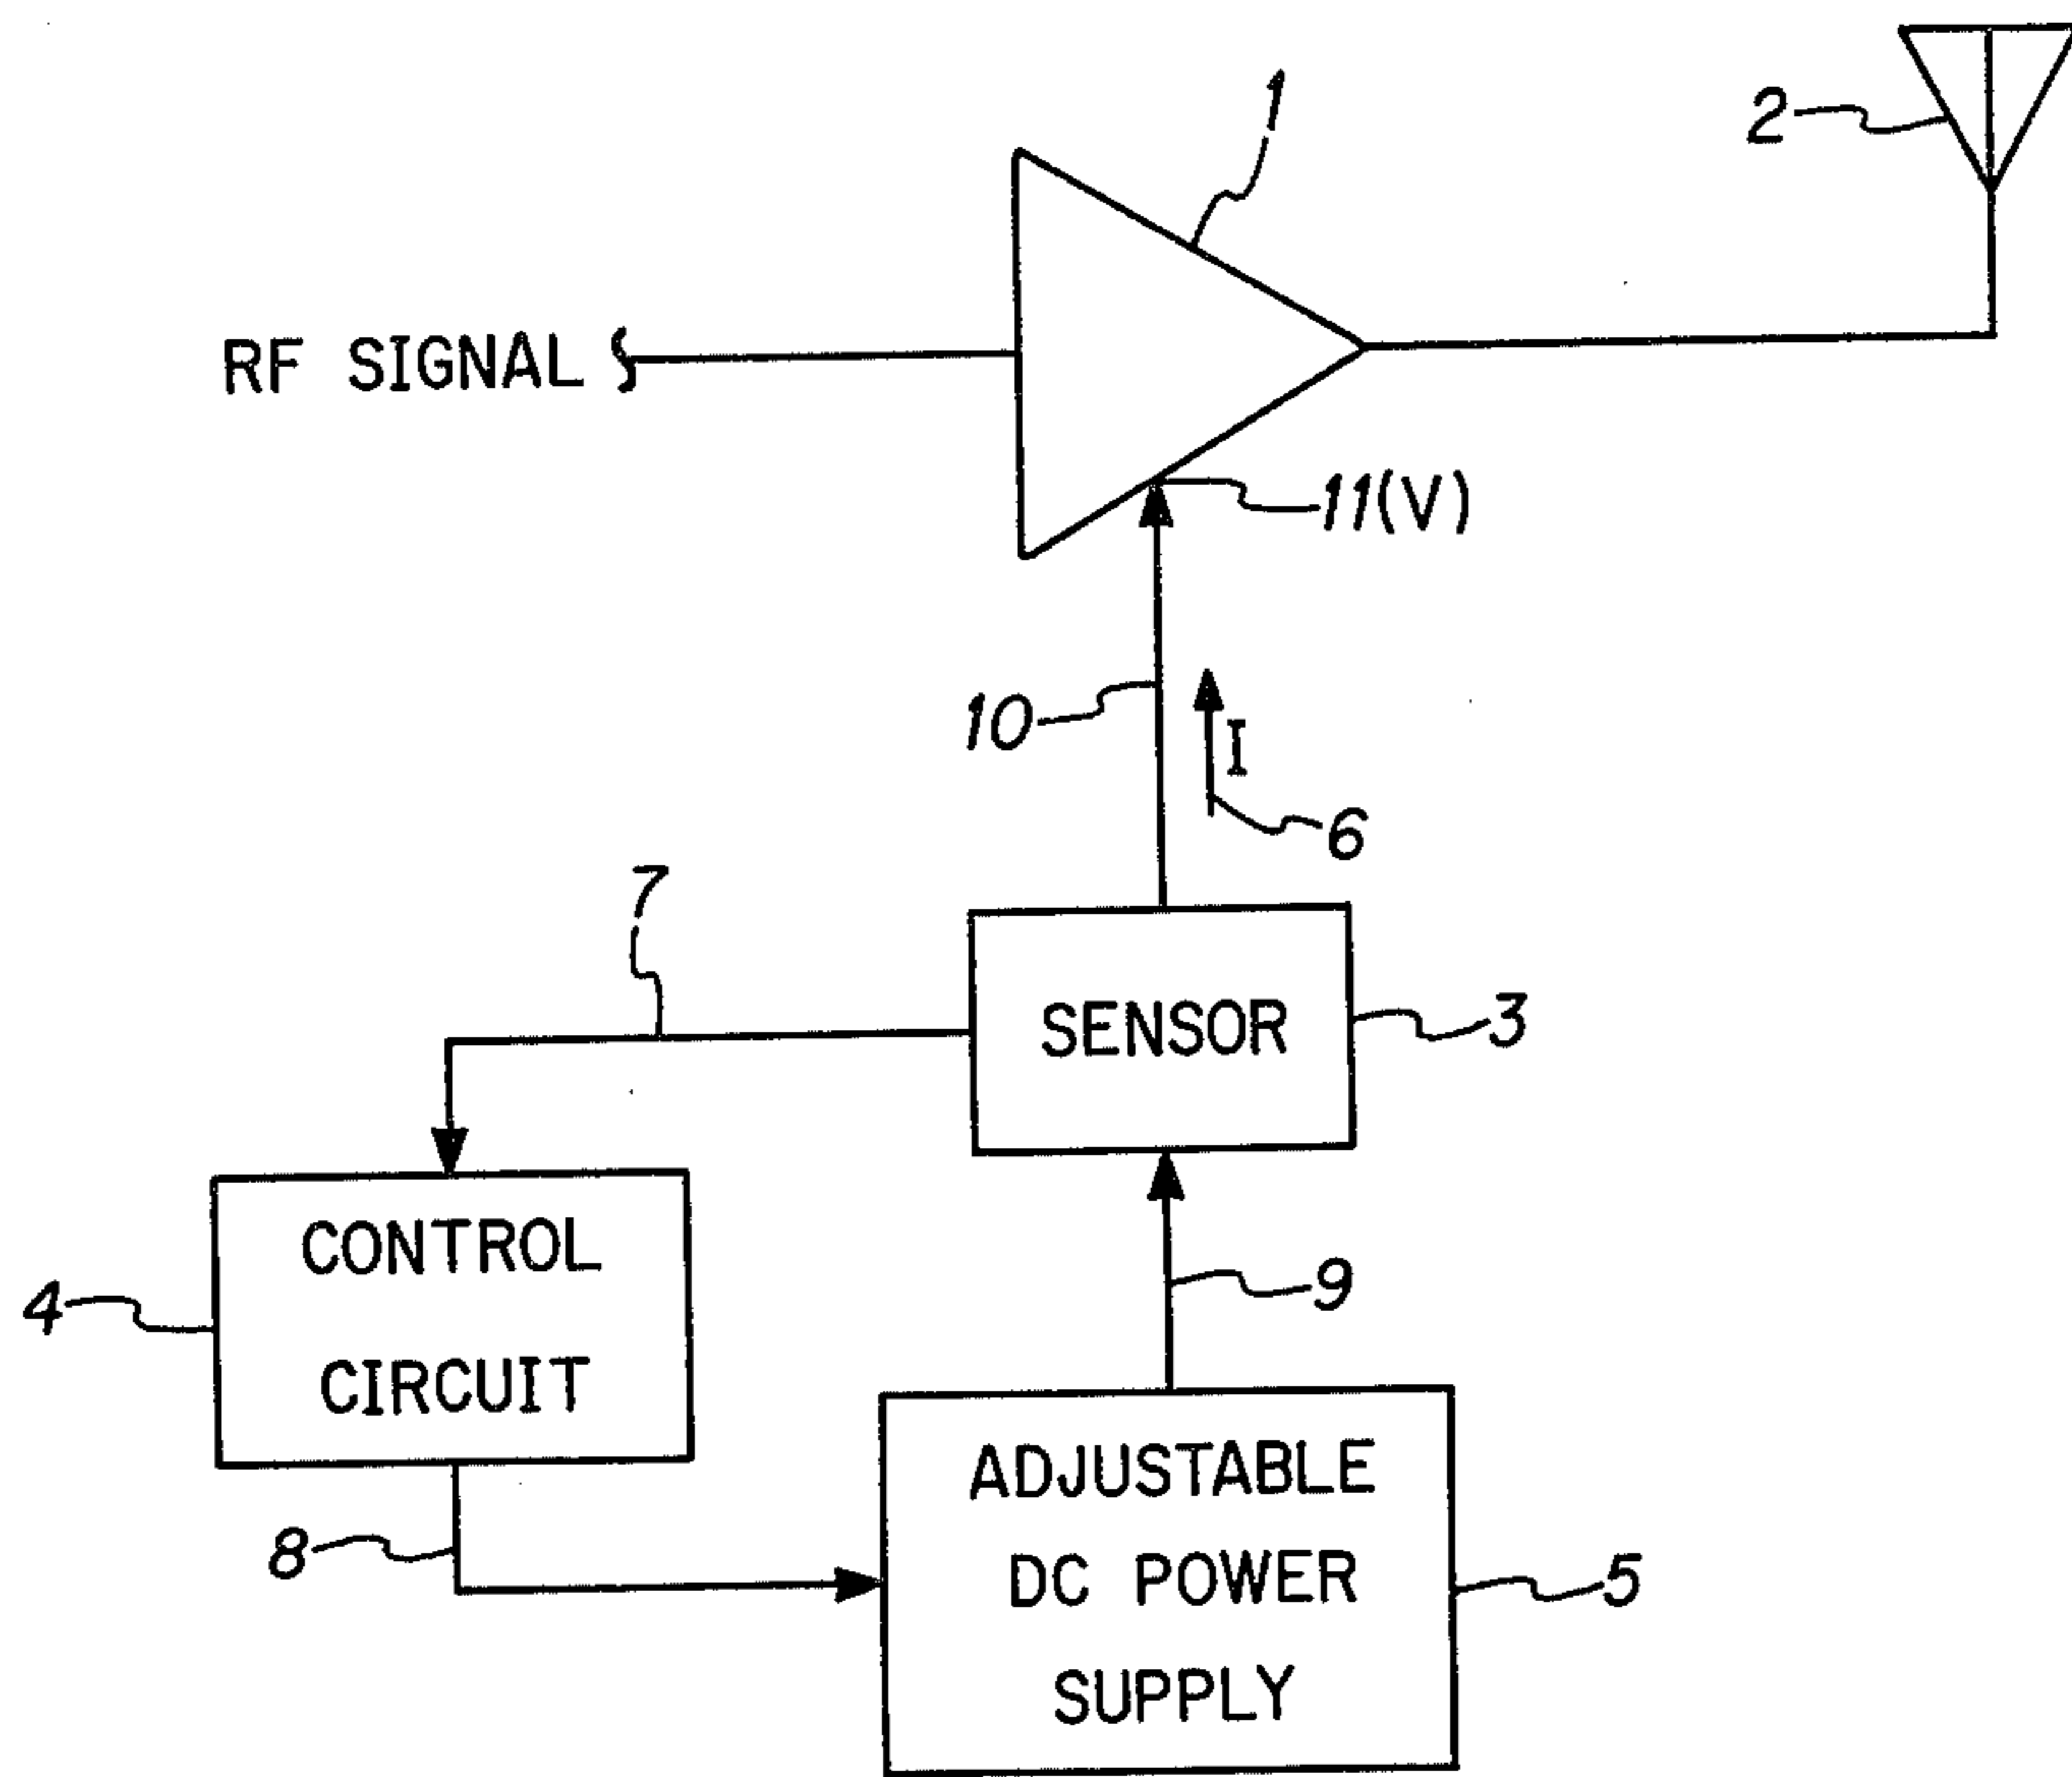 1
2
RF SIGNAL
11(V)
10
I
6
7
SENSOR
3
CONTROL
CIRCUIT
4
9
ADJUSTABLE
DC POWER
SUPPLY
8
5